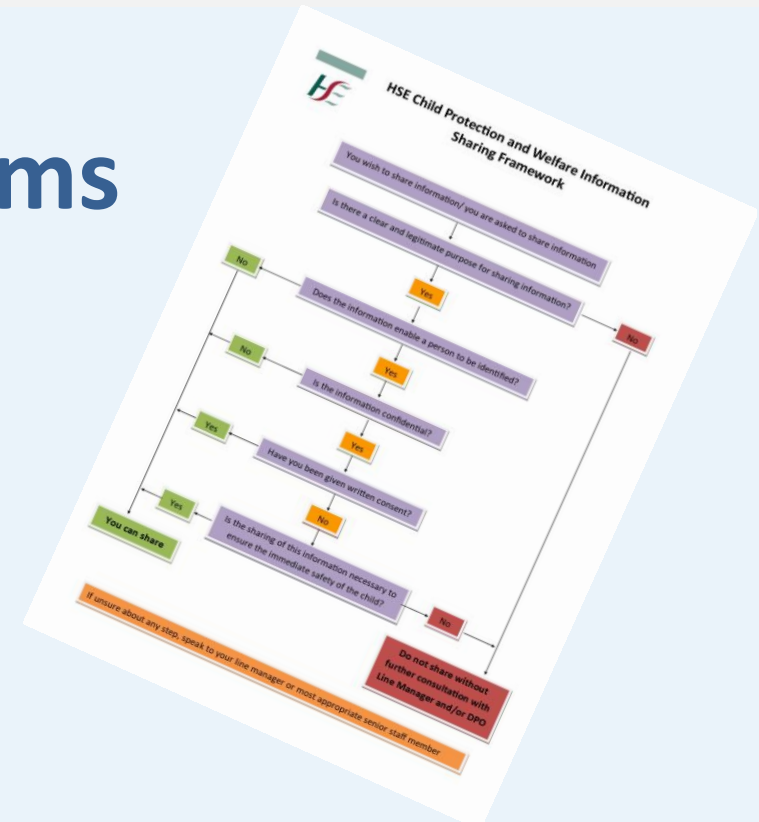 ms
HSE
HSE Child Protection and Welfare Information
Sharing Framework
You wish to share information/ you are asked to share information
Is there a clear and legitimate purpose for sharing information?
No
Yes
No
Does the information enable a person to be identified?
Yes
No
Is the information confidential?
Yes
Yes
Have you been given written consent?
No
Yes
Is the sharing of this information necessary to
ensure the immediate safety of the child?
You can share
No
Do not share without
further consultation with
Line Manager and/or DPO
If unsure about any step, speak to your line manager or most appropriate senior staff member